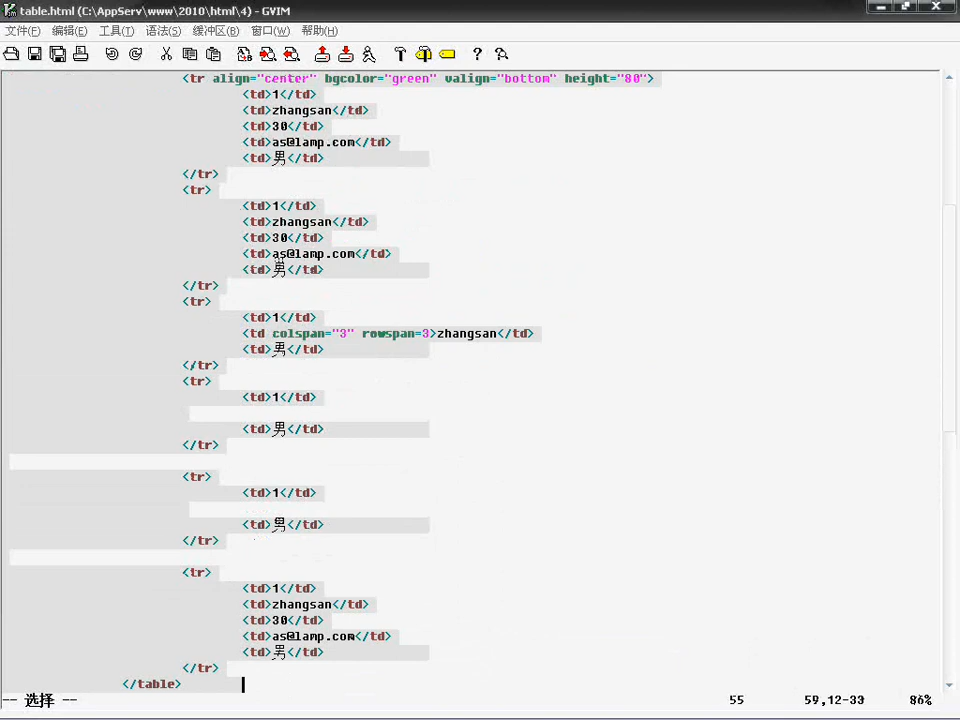 table.html (C:\AppServ\www\2010\html\4) - GVIM
文件(F) 编辑(E) 工具(T) 语法(S) 缓冲区(B) 窗口(W) 帮助(H)
<tr align="center" bgcolor="green" valign="bottom" height="80">
<td>1</td>
<td>zhangsan</td>
<td>30</td>
<td>as@lamp.com</td>
<td>男</td>
</tr>
<tr>
<td>1</td>
<td>zhangsan</td>
<td>30</td>
<td>as@lamp.com</td>
<td>男</td>
</tr>
<tr>
<td>1</td>
<td colspan="3" rowspan=3>zhangsan</td>
<td>男</td>
</tr>
<tr>
<td>1</td>
<td>男</td>
</tr>
<tr>
<td>1</td>
<td>男</td>
</tr>
<tr>
<td>1</td>
<td>zhangsan</td>
<td>30</td>
<td>as@lamp.com</td>
<td>男</td>
</tr>
</table>
-- 选择 -- 55 59,12-33 86%